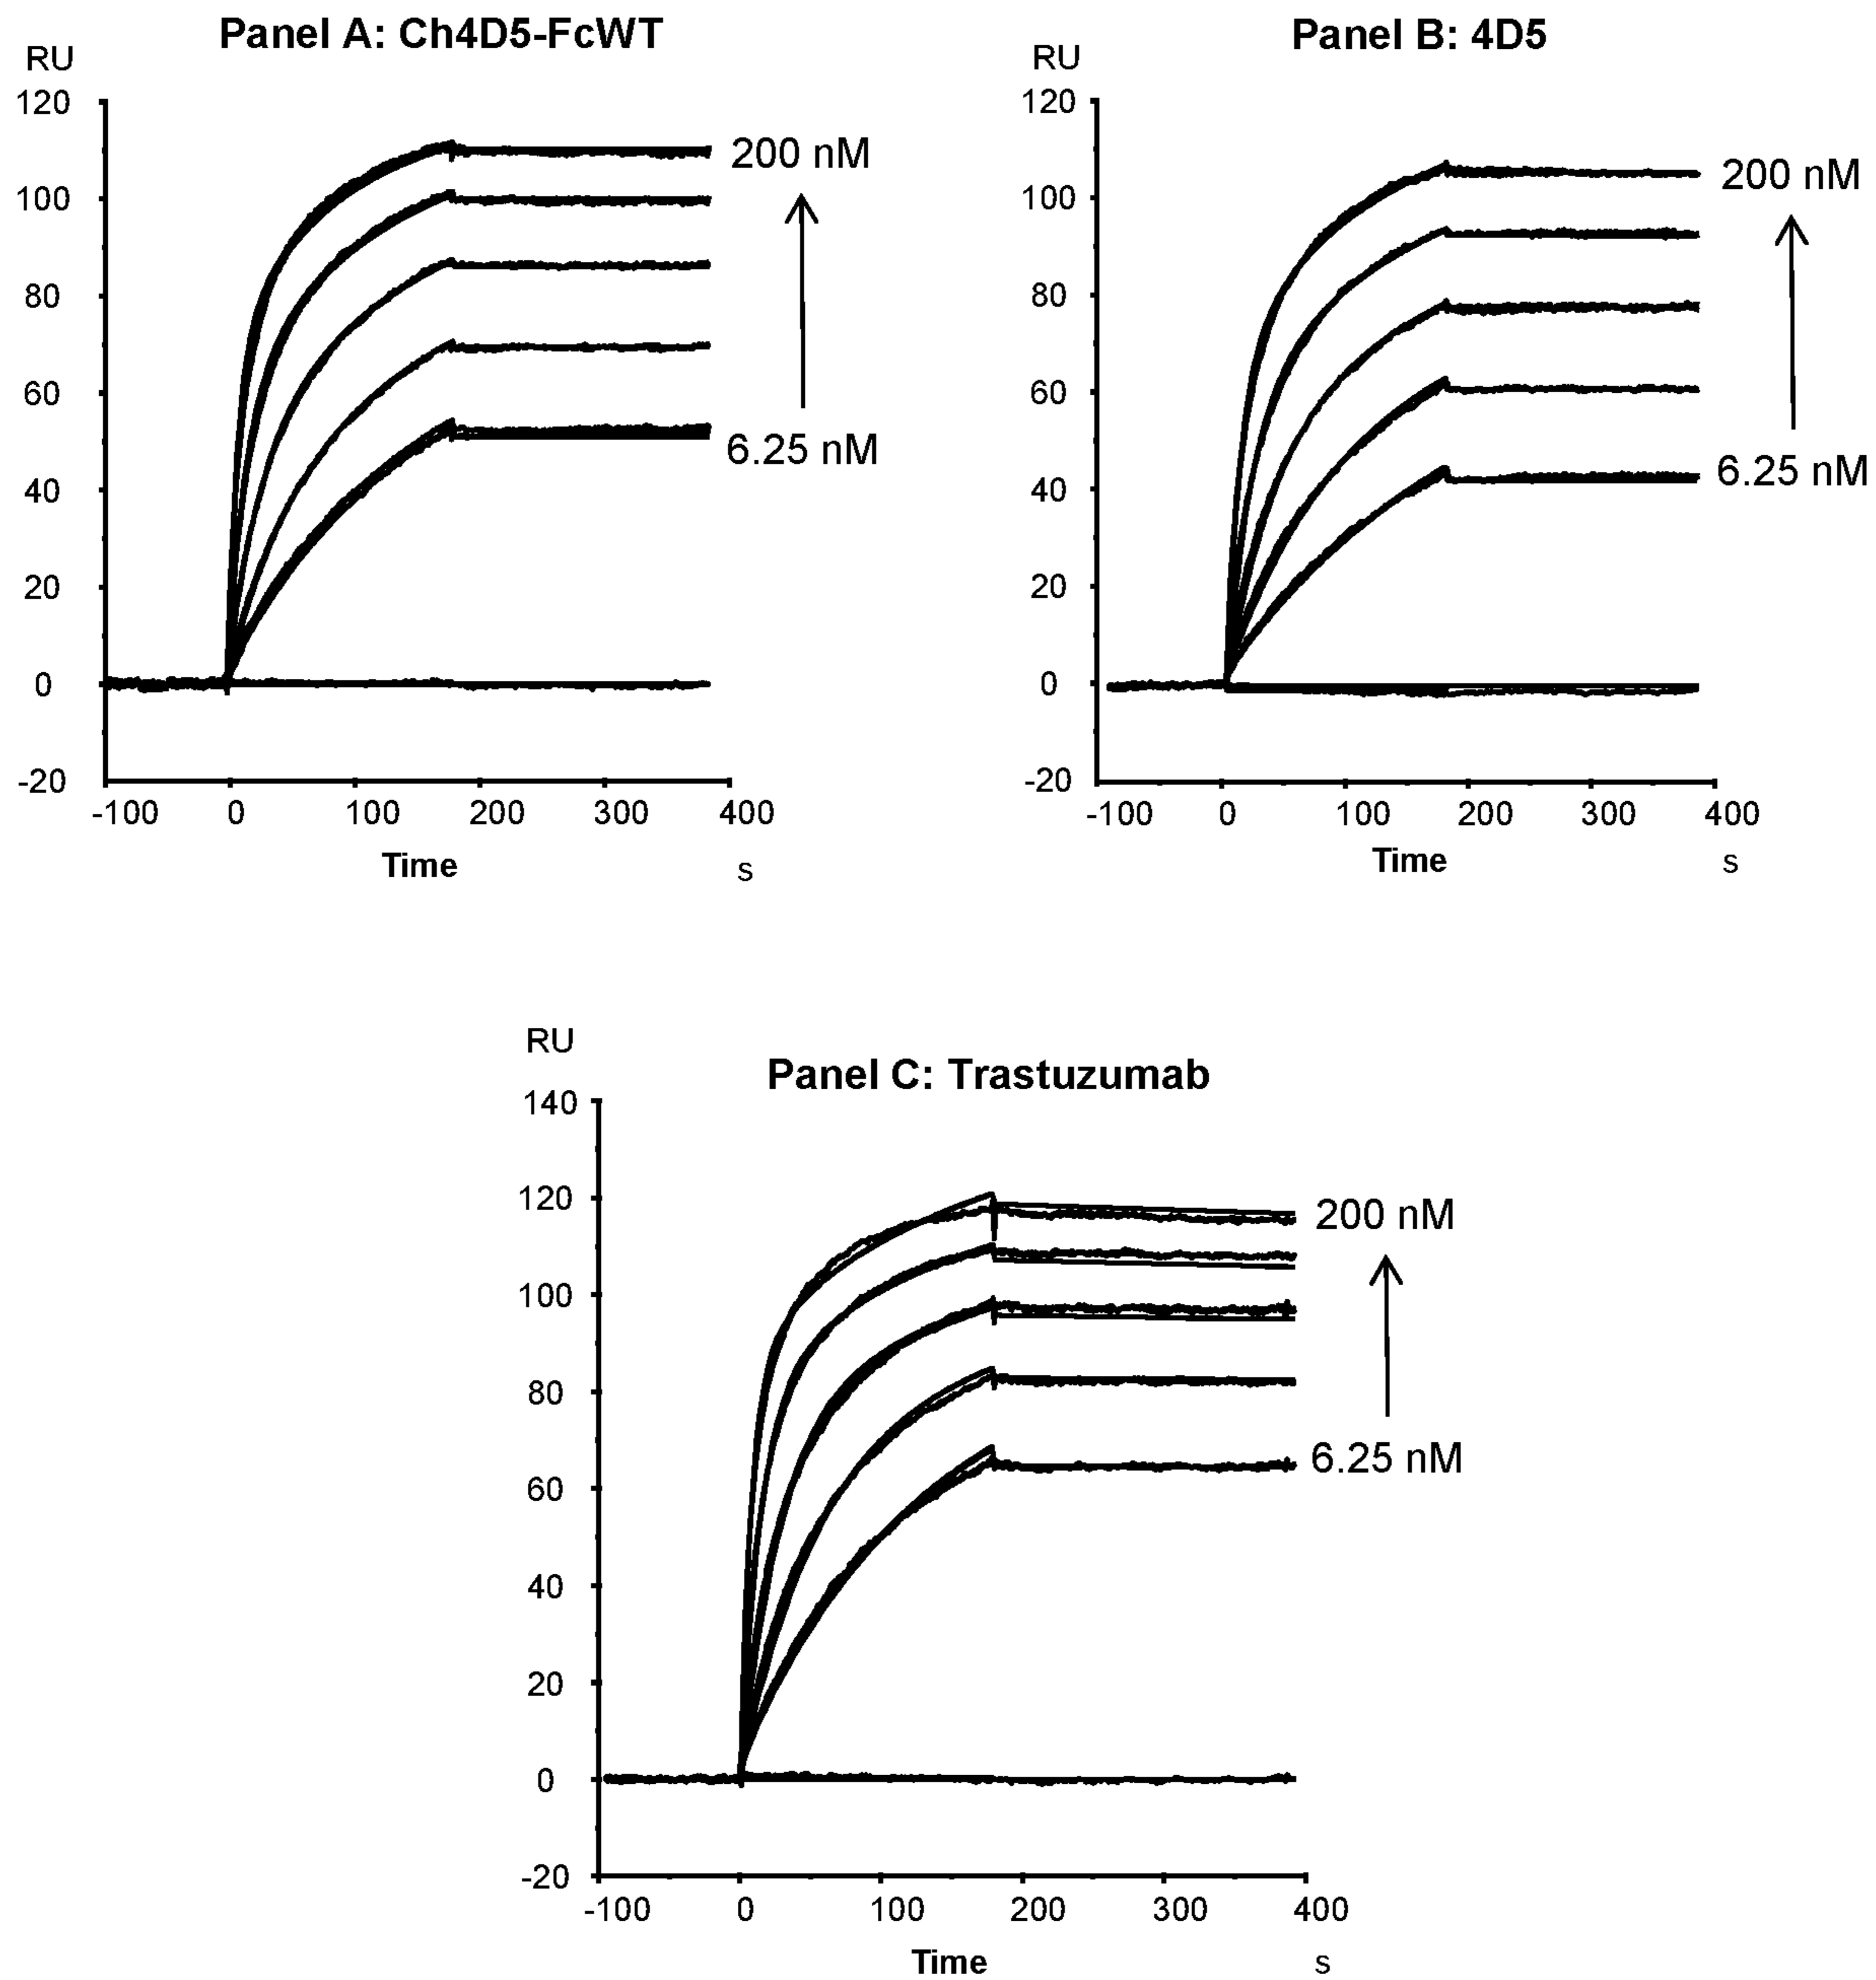 Panel A: Ch4D5-FcWT
RU
120
100
80
60
40
20
0
-20
-100 0 100 200 300 400
Time s
200 nM
6.25 nM
Panel B: 4D5
RU
120
100
80
60
40
20
0
-20
-100 0 100 200 300 400
Time s
200 nM
6.25 nM
Panel C: Trastuzumab
RU
140
120
100
80
60
40
20
0
-20
-100 0 100 200 300 400
Time s
200 nM
6.25 nM